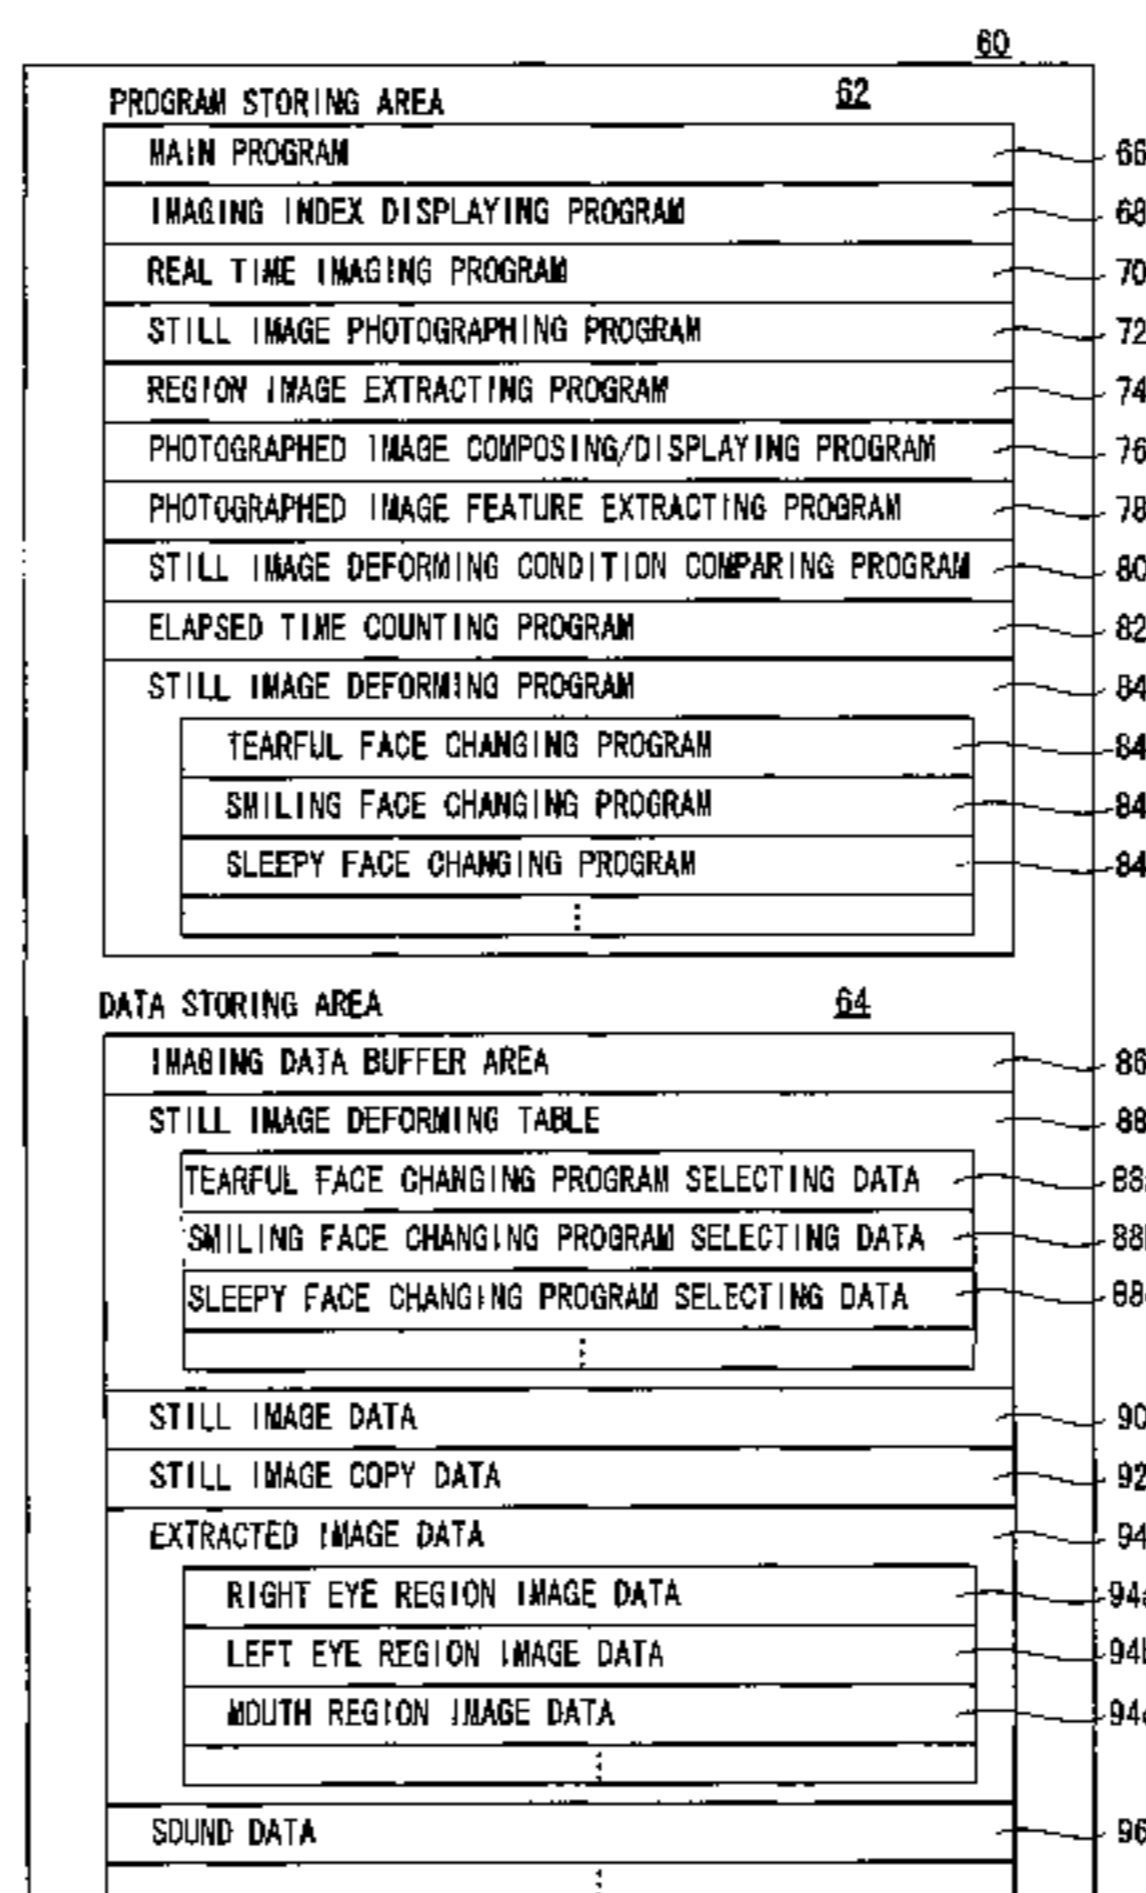 60
PROGRAM STORING AREA 62
MAIN PROGRAM 66
IMAGING INDEX DISPLAYING PROGRAM 68
REAL TIME IMAGING PROGRAM 70
STILL IMAGE PHOTOGRAPHING PROGRAM 72
REGION IMAGE EXTRACTING PROGRAM 74
PHOTOGRAPHED IMAGE COMPOSING/DISPLAYING PROGRAM 76
PHOTOGRAPHED IMAGE FEATURE EXTRACTING PROGRAM 78
STILL IMAGE DEFORMING CONDITION COMPARING PROGRAM 80
ELAPSED TIME COUNTING PROGRAM 82
STILL IMAGE DEFORMING PROGRAM 84
TEARFUL FACE CHANGING PROGRAM 84
SMILING FACE CHANGING PROGRAM 84
SLEEPY FACE CHANGING PROGRAM 84
DATA STORING AREA 64
IMAGING DATA BUFFER AREA 86
STILL IMAGE DEFORMING TABLE 88
TEARFUL FACE CHANGING PROGRAM SELECTING DATA 88
SMILING FACE CHANGING PROGRAM SELECTING DATA 88
SLEEPY FACE CHANGING PROGRAM SELECTING DATA 88
STILL IMAGE DATA 90
STILL IMAGE COPY DATA 92
EXTRACTED IMAGE DATA 94
RIGHT EYE REGION IMAGE DATA 94a
LEFT EYE REGION IMAGE DATA 94b
MOUTH REGION IMAGE DATA 94c
SOUND DATA 96